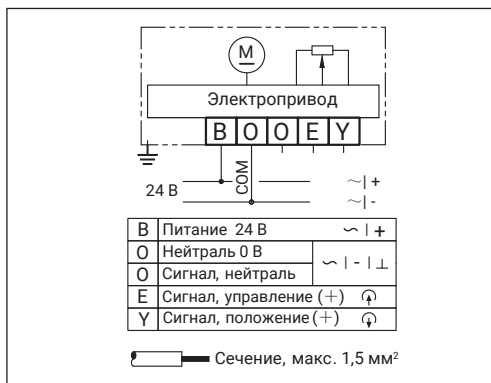 M
Электропривод
B O O E Y
24 В
COM
~| +
~| -
B Питание 24 В ~ | +
O Нейтраль 0 В
~ | - | ⊥
O Сигнал, нейтраль
E Сигнал, управление (+)
Y Сигнал, положение (+)
Сечение, макс. 1,5 мм²